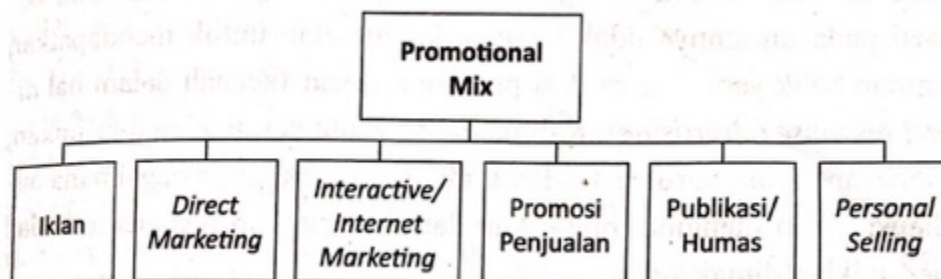 Promotional
Mix
Iklan
Direct
Marketing
Interactive/
Internet
Marketing
Promosi
Penjualan
Publikasi/
Humas
Personal
Selling